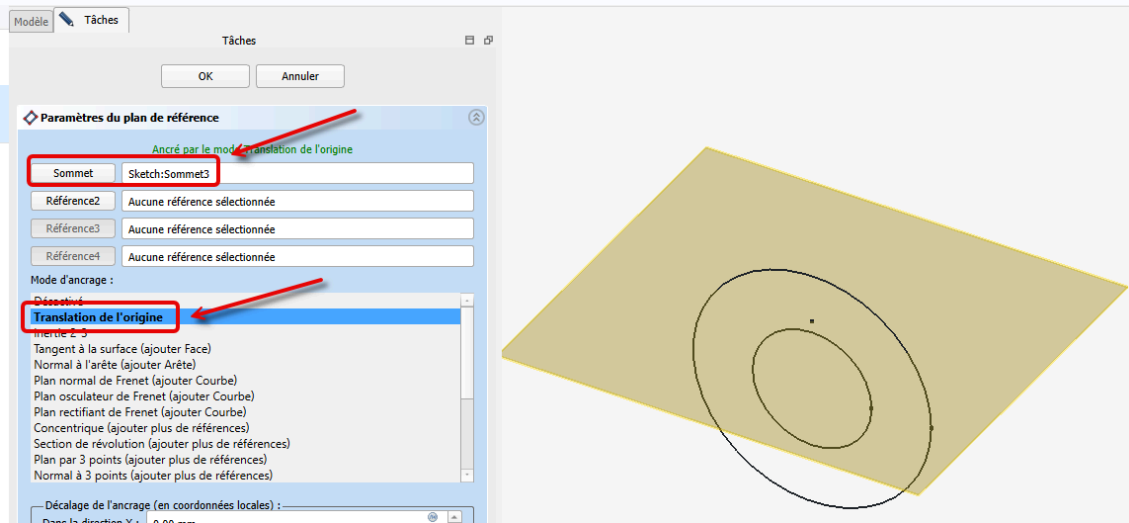 Modèle Tâches
Tâches
OK Annuler
Paramètres du plan de référence
Ancré par le mode Translation de l'origine
Sommet Sketch:Sommet3
Référence2 Aucune référence sélectionnée
Référence3 Aucune référence sélectionnée
Référence4 Aucune référence sélectionnée
Mode d'ancrage :
Désactivé
Translation de l'origine
Inertie 2-3
Tangent à la surface (ajouter Face)
Normal à l'arête (ajouter Arête)
Plan normal de Frenet (ajouter Courbe)
Plan osculateur de Frenet (ajouter Courbe)
Plan rectifiant de Frenet (ajouter Courbe)
Concentrique (ajouter plus de références)
Section de révolution (ajouter plus de références)
Plan par 3 points (ajouter plus de références)
Normal à 3 points (ajouter plus de références)
Décalage de l'ancrage (en coordonnées locales) :
Dans la direction X : 0,00 mm